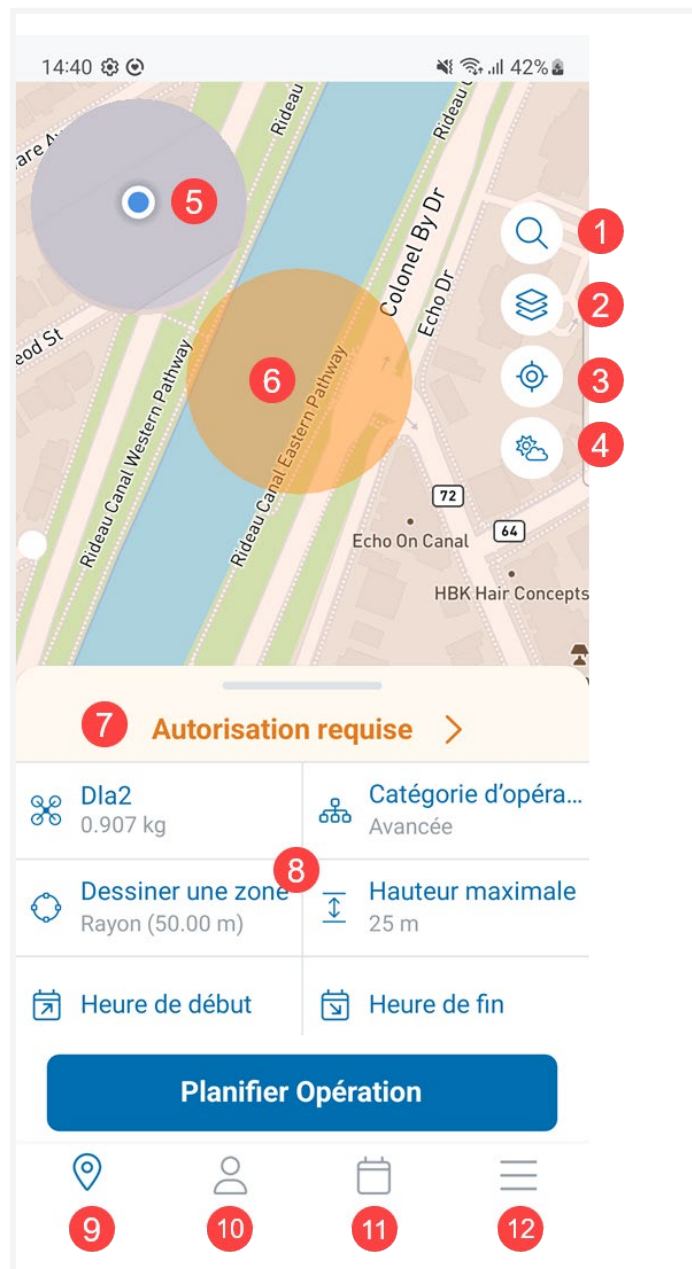 14:40
42%
Rideau
Rideau
are Av
5
Colonel By Dr
1
Echo Dr
2
eod St
Rideau Canal Western Pathway
6
Rideau Canal Eastern Pathway
3
4
72
Echo On Canal
64
HBK Hair Concepts
7
Autorisation requise
Dla2
0.907 kg
Catégorie d’opéra...
Avancée
8
Dessiner une zone
Rayon (50.00 m)
Hauteur maximale
25 m
Heure de début
Heure de fin
Planifier Opération
9
10
11
12